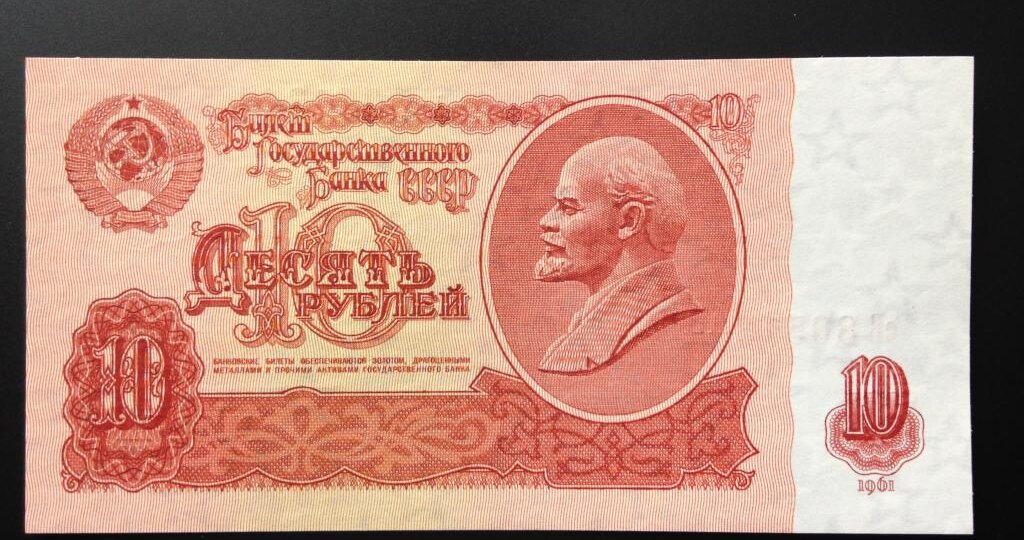 Билет
Государственного
Банка СССР
10
10
Десять
рублей
БАНКОВСКИЕ БИЛЕТЫ ОБЕСПЕЧИВАЮТСЯ ЗОЛОТОМ, ДРАГОЦЕННЫМИ
МЕТАЛЛАМИ И ПРОЧИМИ АКТИВАМИ ГОСУДАРСТВЕННОГО БАНКА
10
10
1961